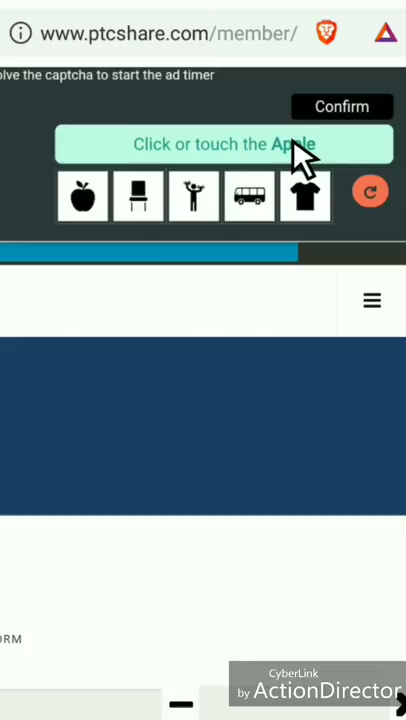 www.ptcshare.com/member/
olve the captcha to start the ad timer
Confirm
Click or touch the Apple
ORM
CyberLink
by ActionDirector